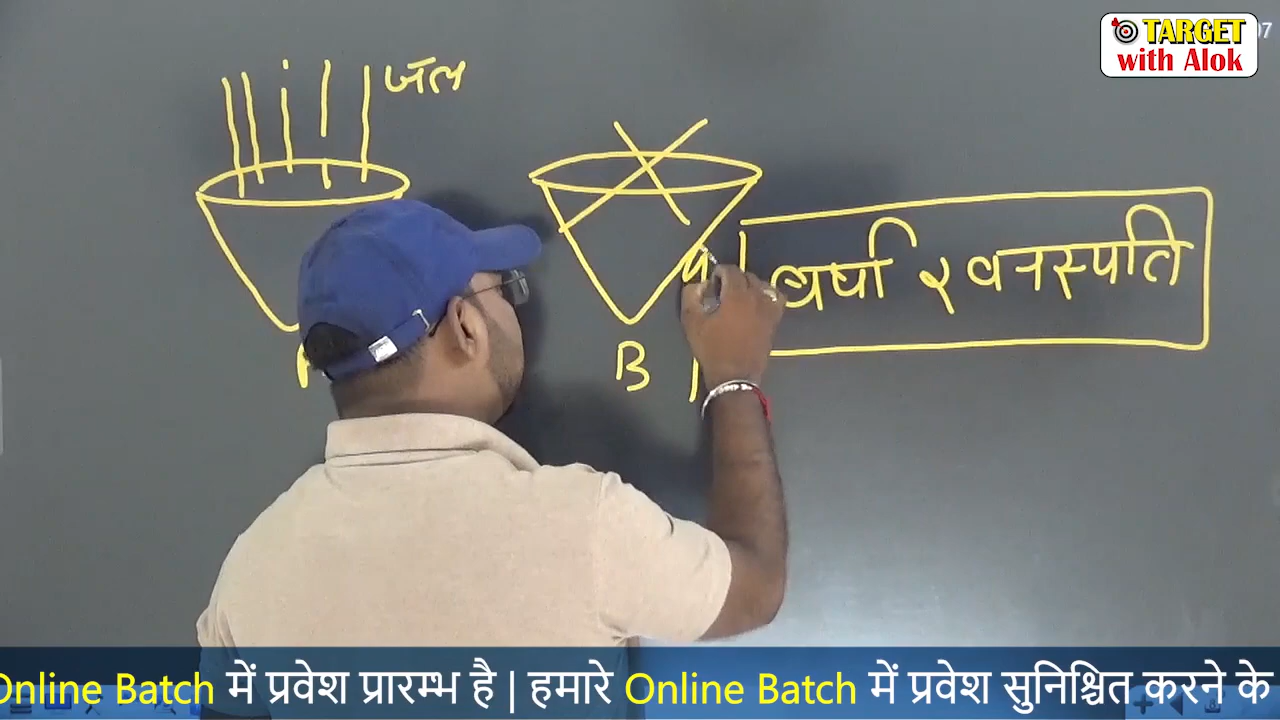 TARGET
with Alok
जल
वर्षा २ वनस्पति
B
Online Batch में प्रवेश प्रारम्भ है | हमारे Online Batch में प्रवेश सुनिश्चित करने के